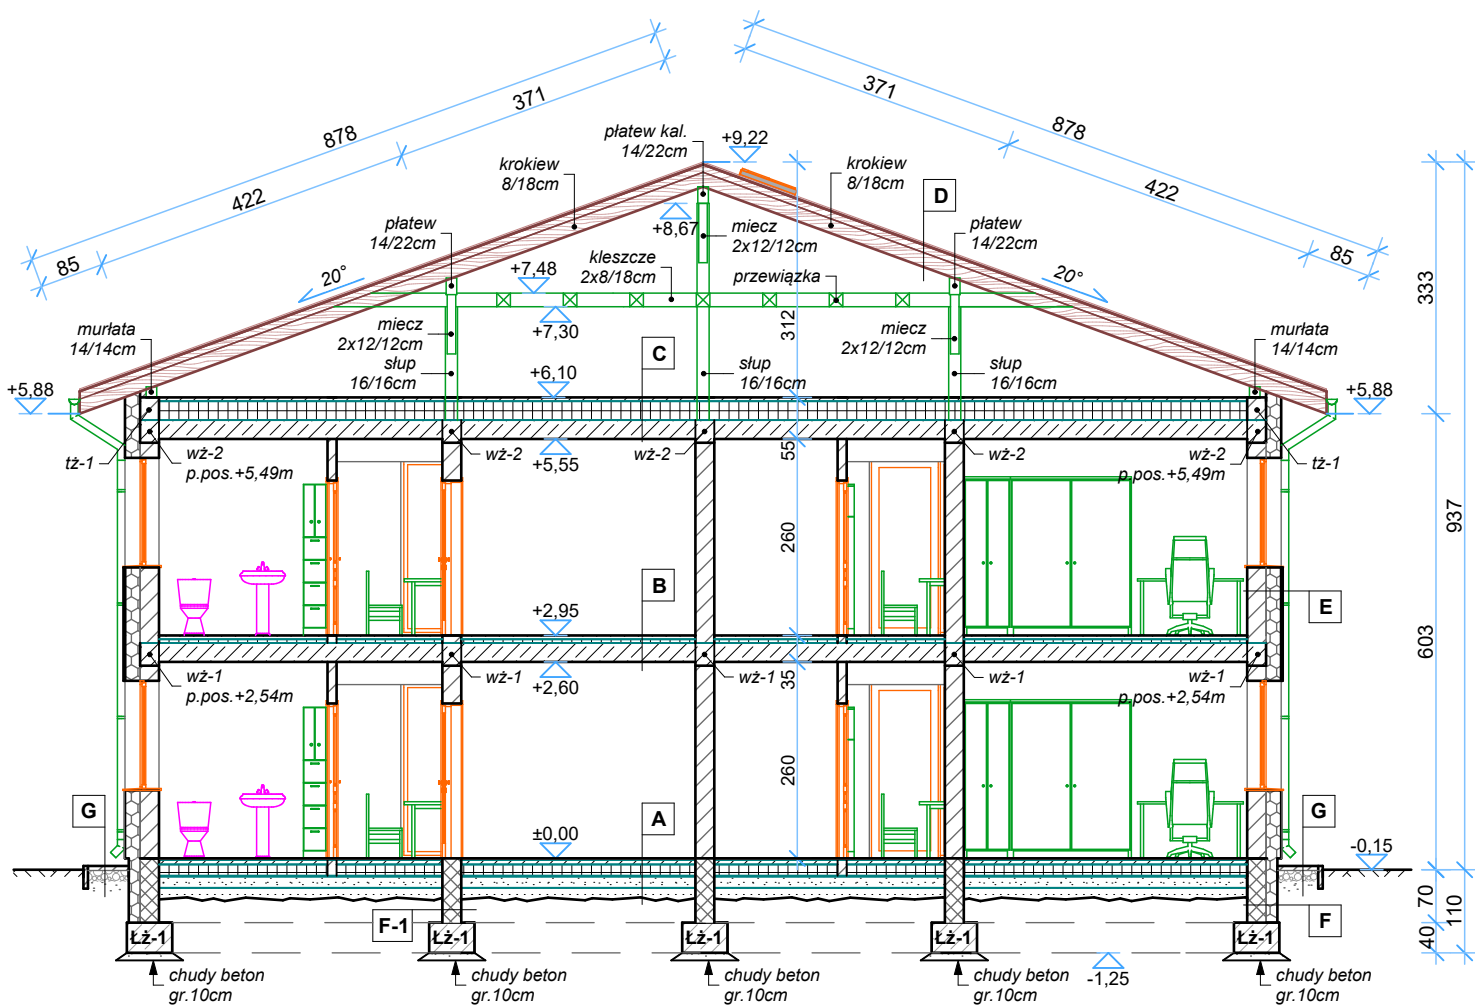 371
878
422
85
20°
371
878
422
85
20°
płatew kal.
14/22cm
+9,22
krokiew
8/18cm
krokiew
8/18cm
D
płatew
14/22cm
+8,67
miecz
2x12/12cm
płatew
14/22cm
kleszcze
2x8/18cm
+7,48
przewiązka
+7,30
312
333
murłata
14/14cm
miecz
2x12/12cm
miecz
2x12/12cm
murłata
14/14cm
C
słup
16/16cm
słup
16/16cm
słup
16/16cm
+5,88
+6,10
+5,88
tż-1
wż-2
p.pos.+5,49m
wż-2
+5,55
wż-2
55
wż-2
wż-2
p.pos.+5,49m
tż-1
260
937
B
+2,95
E
603
wż-1
p.pos.+2,54m
wż-1
+2,60
wż-1
35
wż-1
wż-1
p.pos.+2,54m
260
G
A
G
±0,00
-0,15
70
110
40
F-1
F
Łż-1
Łż-1
Łż-1
Łż-1
Łż-1
chudy beton
gr.10cm
chudy beton
gr.10cm
chudy beton
gr.10cm
chudy beton
gr.10cm
-1,25
chudy beton
gr.10cm